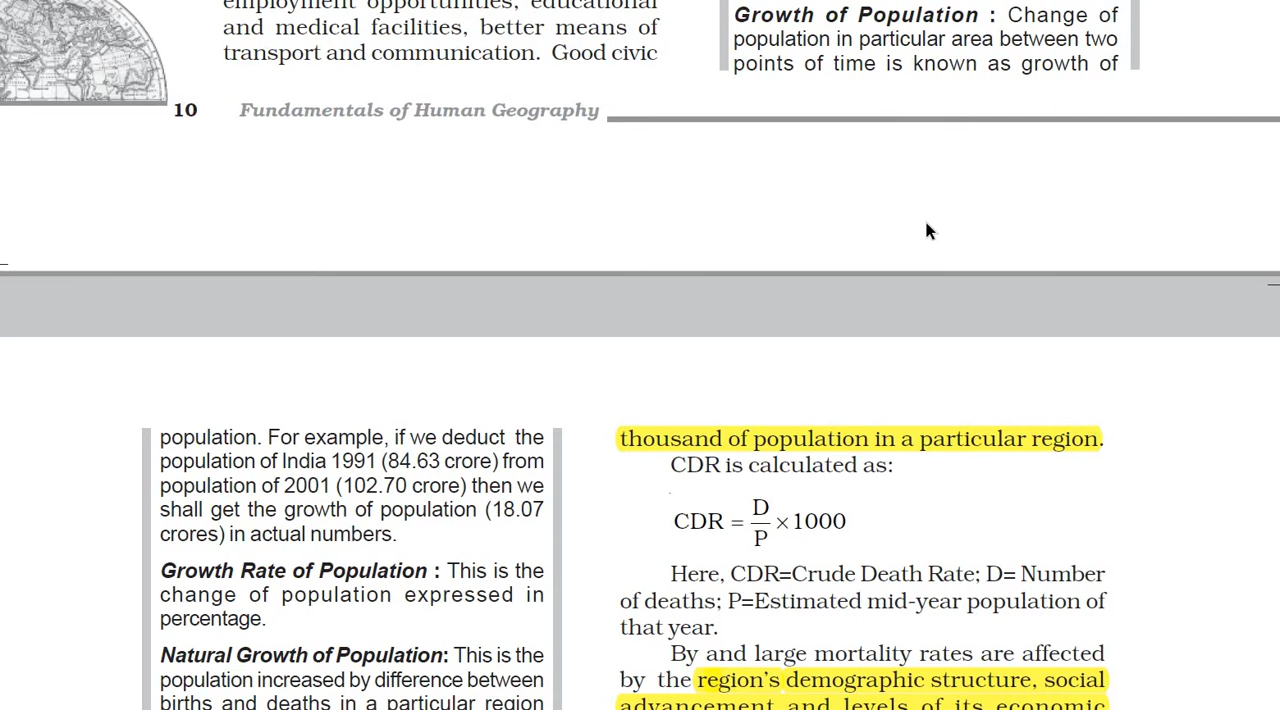 employment opportunities, educational
and medical facilities, better means of
transport and communication. Good civic
Growth of Population : Change of
population in particular area between two
points of time is known as growth of
10 Fundamentals of Human Geography
population. For example, if we deduct the
population of India 1991 (84.63 crore) from
population of 2001 (102.70 crore) then we
shall get the growth of population (18.07
crores) in actual numbers.
Growth Rate of Population : This is the
change of population expressed in
percentage.
Natural Growth of Population: This is the
population increased by difference between
births and deaths in a particular region
thousand of population in a particular region.
CDR is calculated as:
CDR = D/P ×1000
Here, CDR=Crude Death Rate; D= Number
of deaths; P=Estimated mid-year population of
that year.
By and large mortality rates are affected
by the region's demographic structure, social
advancement and levels of its economic